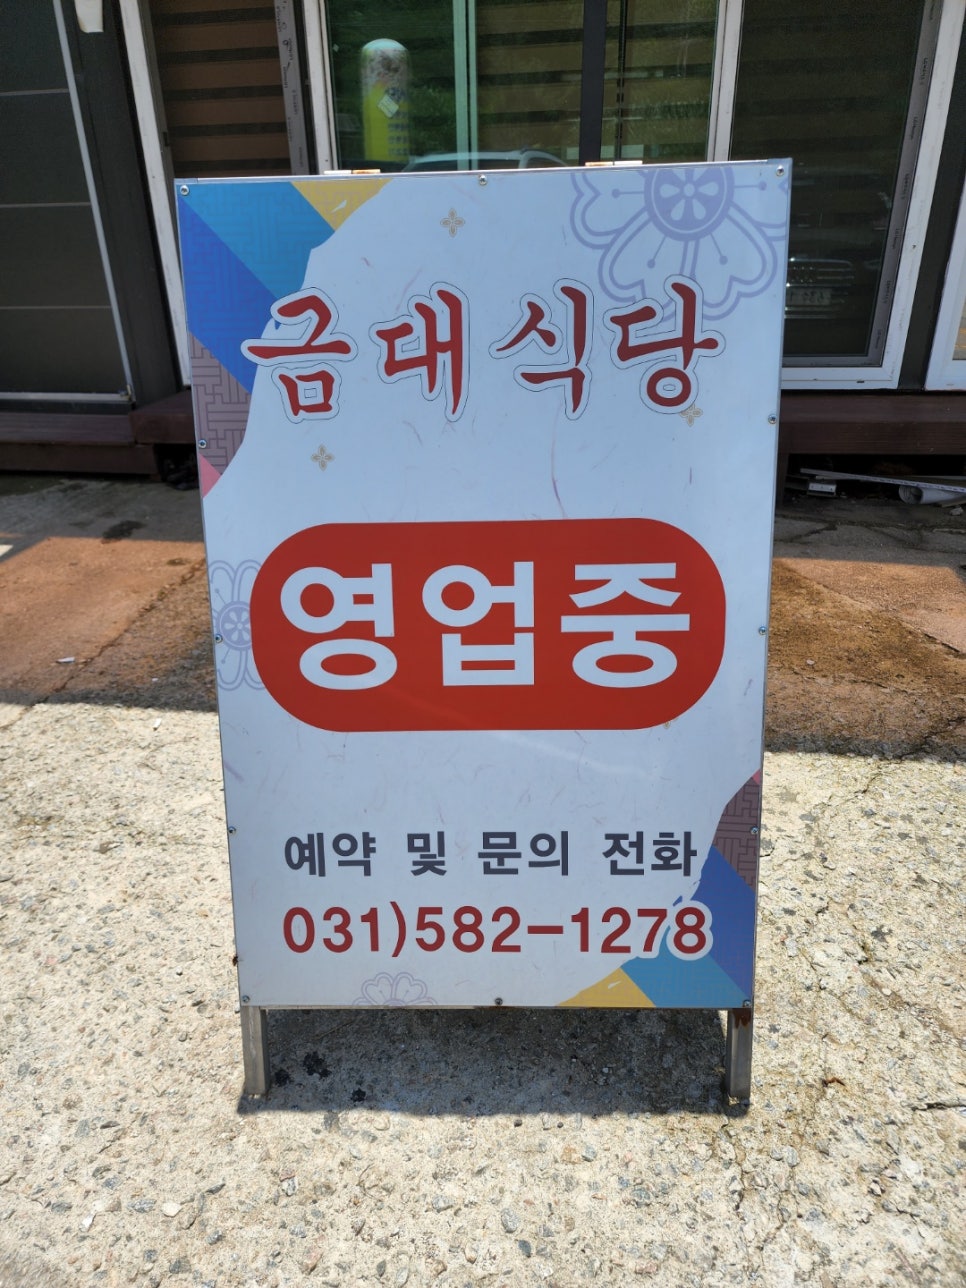 금대식당
영업중
예약 및 문의 전화
031)582-1278